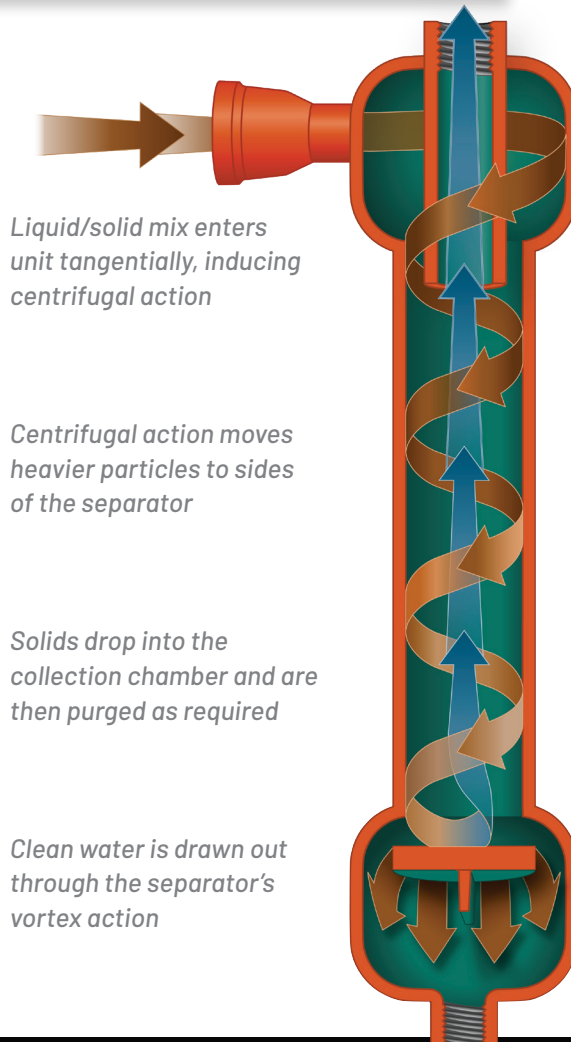 Liquid/solid mix enters
unit tangentially, inducing
centrifugal action
Centrifugal action moves
heavier particles to sides
of the separator
Solids drop into the
collection chamber and are
then purged as required
Clean water is drawn out
through the separator’s
vortex action